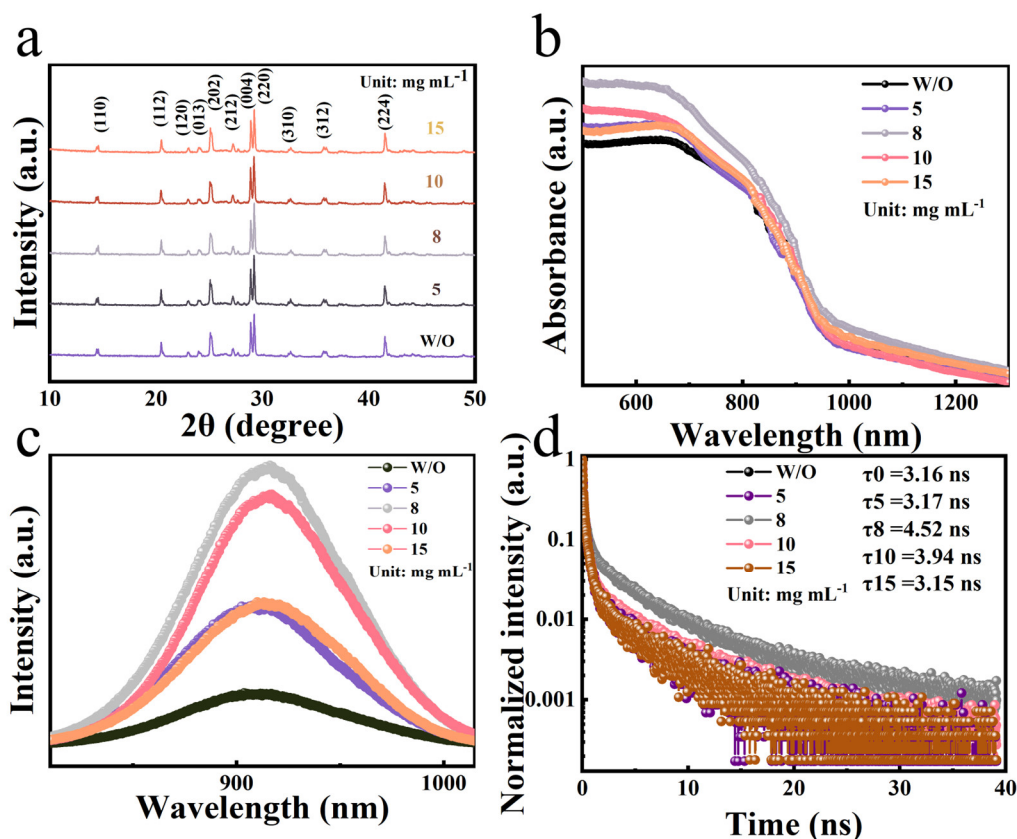 a
Unit: mg mL⁻¹
(110)
(112)
(120)
(013)
(202)
(212)
(004)
(220)
(310)
(312)
(224)
15
10
8
5
W/O
Intensity (a.u.)
10 20 30 40 50
2θ (degree)
b
W/O
5
8
10
15
Unit: mg mL⁻¹
Absorbance (a.u.)
600 800 1000 1200
Wavelength (nm)
c
W/O
5
8
10
15
Unit: mg mL⁻¹
Intensity (a.u.)
900 1000
Wavelength (nm)
d
W/O
5
8
10
15
Unit: mg mL⁻¹
τ0 =3.16 ns
τ5 =3.17 ns
τ8 =4.52 ns
τ10 =3.94 ns
τ15 =3.15 ns
Normalized intensity (a.u.)
1
0.1
0.01
0.001
0 10 20 30 40
Time (ns)